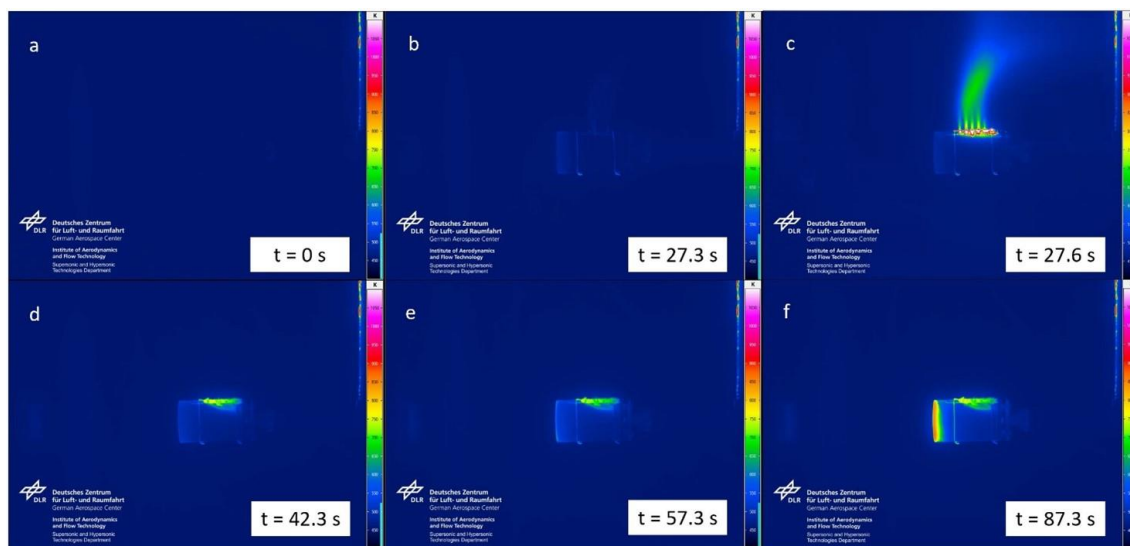 a
b
c
K
K
K
DLR
Deutsches Zentrum
für Luft- und Raumfahrt
German Aerospace Center
Institute of Aerodynamics
and Flow Technology
Supersonic and Hypersonic
Technologies Department
t = 0 s
DLR
Deutsches Zentrum
für Luft- und Raumfahrt
German Aerospace Center
Institute of Aerodynamics
and Flow Technology
Supersonic and Hypersonic
Technologies Department
t = 27.3 s
DLR
Deutsches Zentrum
für Luft- und Raumfahrt
German Aerospace Center
Institute of Aerodynamics
and Flow Technology
Supersonic and Hypersonic
Technologies Department
t = 27.6 s
d
e
f
K
K
K
DLR
Deutsches Zentrum
für Luft- und Raumfahrt
German Aerospace Center
Institute of Aerodynamics
and Flow Technology
Supersonic and Hypersonic
Technologies Department
t = 42.3 s
DLR
Deutsches Zentrum
für Luft- und Raumfahrt
German Aerospace Center
Institute of Aerodynamics
and Flow Technology
Supersonic and Hypersonic
Technologies Department
t = 57.3 s
DLR
Deutsches Zentrum
für Luft- und Raumfahrt
German Aerospace Center
Institute of Aerodynamics
and Flow Technology
Supersonic and Hypersonic
Technologies Department
t = 87.3 s